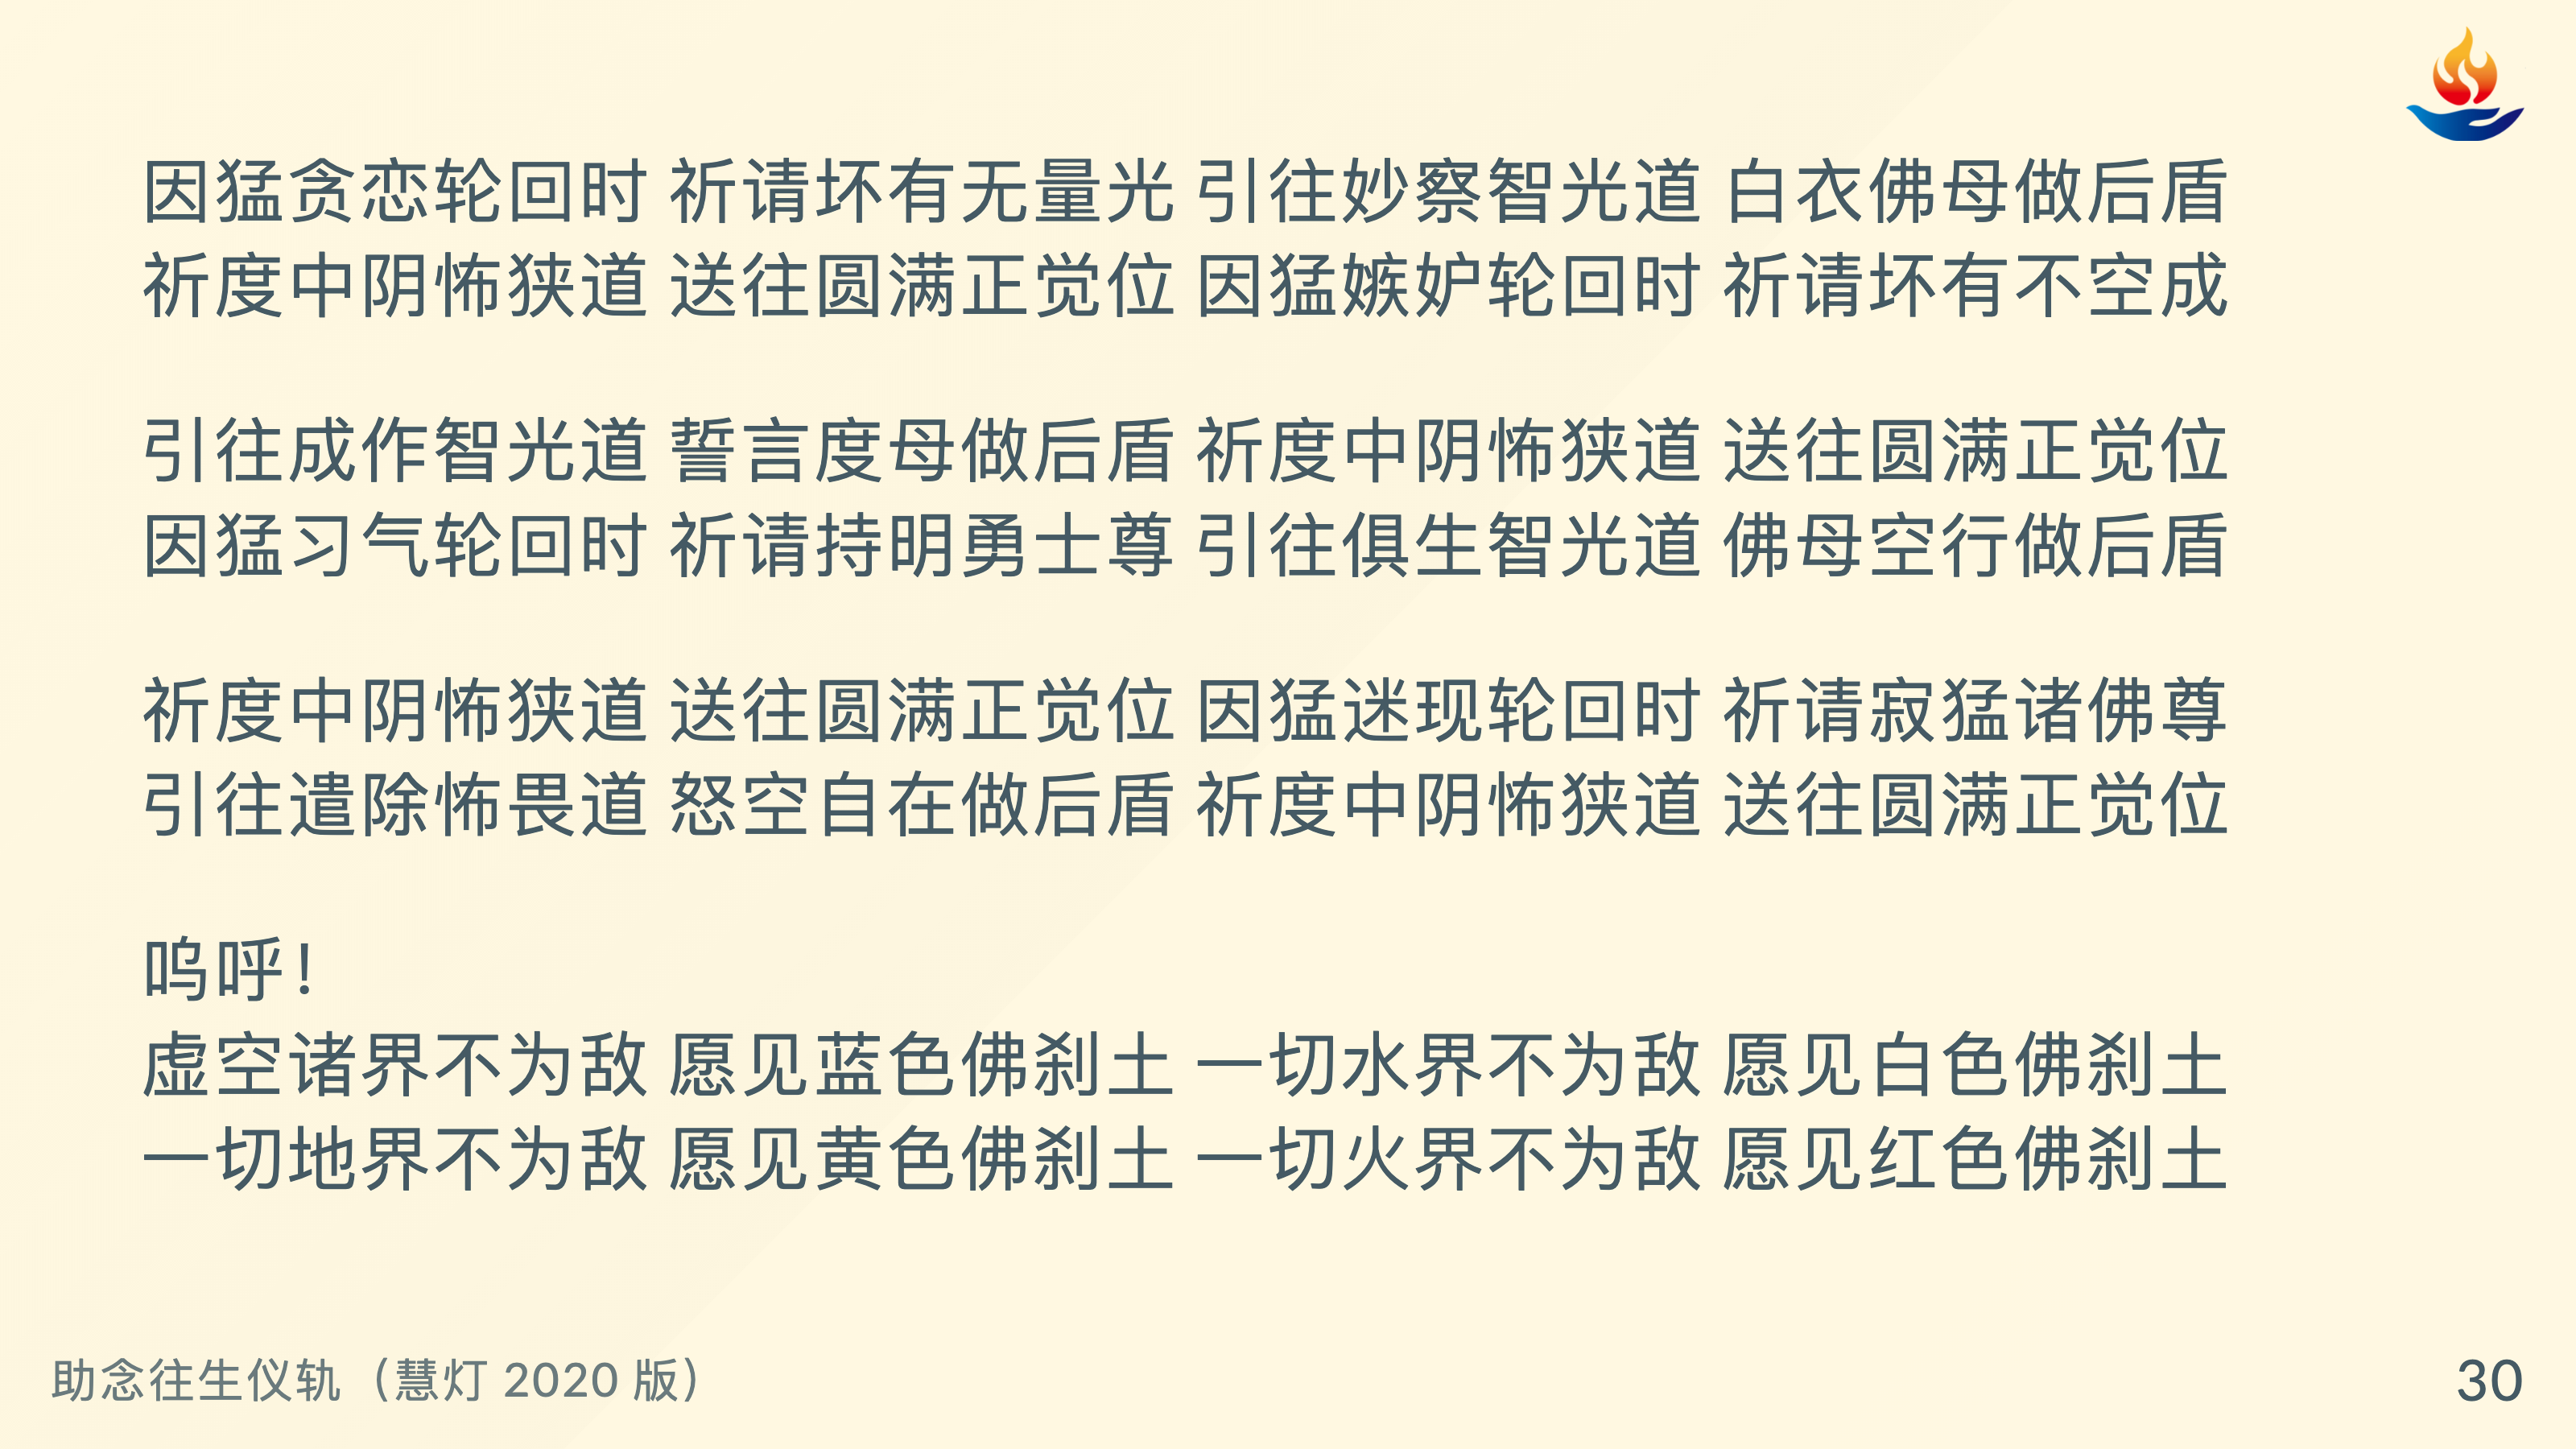 因猛贪恋轮回时 祈请坏有无量光 引往妙察智光道 白衣佛母做后盾
祈度中阴怖狭道 送往圆满正觉位 因猛嫉妒轮回时 祈请坏有不空成
引往成作智光道 誓言度母做后盾 祈度中阴怖狭道 送往圆满正觉位
因猛习气轮回时 祈请持明勇士尊 引往俱生智光道 佛母空行做后盾
祈度中阴怖狭道 送往圆满正觉位 因猛迷现轮回时 祈请寂猛诸佛尊
引往遣除怖畏道 怒空自在做后盾 祈度中阴怖狭道 送往圆满正觉位
呜呼！
虚空诸界不为敌 愿见蓝色佛刹土 一切水界不为敌 愿见白色佛刹土
一切地界不为敌 愿见黄色佛刹土 一切火界不为敌 愿见红色佛刹土
助念往生仪轨（慧灯 2020 版）
30